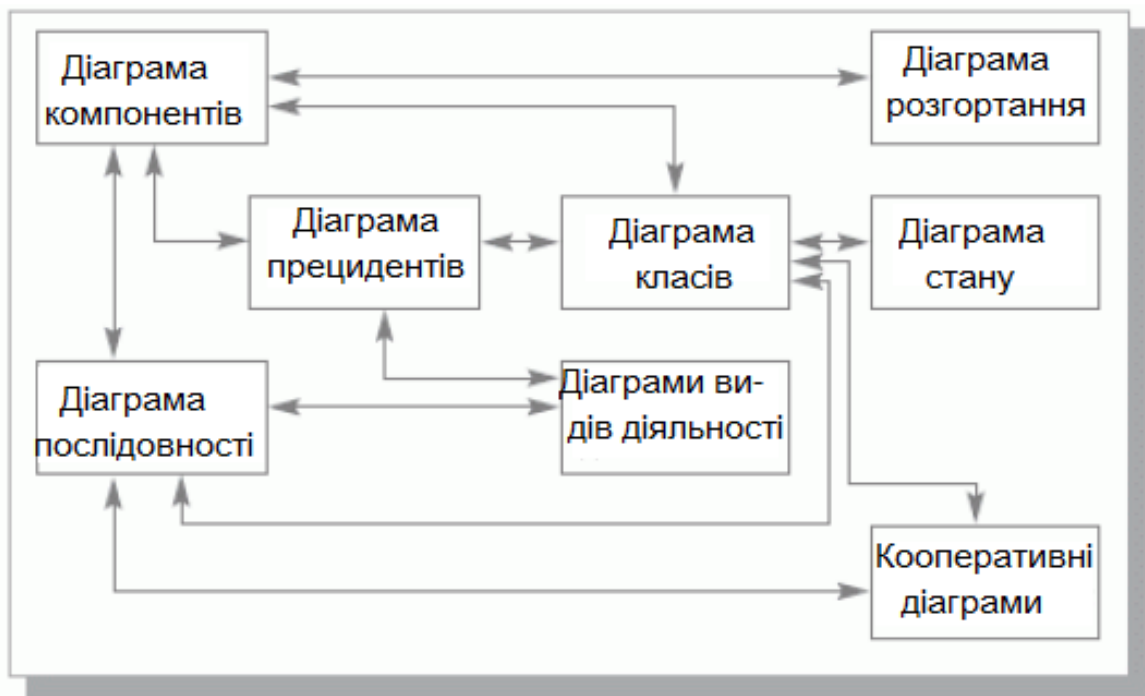 Діаграма
компонентів
Діаграма
розгортання
Діаграма
прецидентів
Діаграма
класів
Діаграма
стану
Діаграма
послідовності
Діаграми ви-
дів діяльності
Кооперативні
діаграми